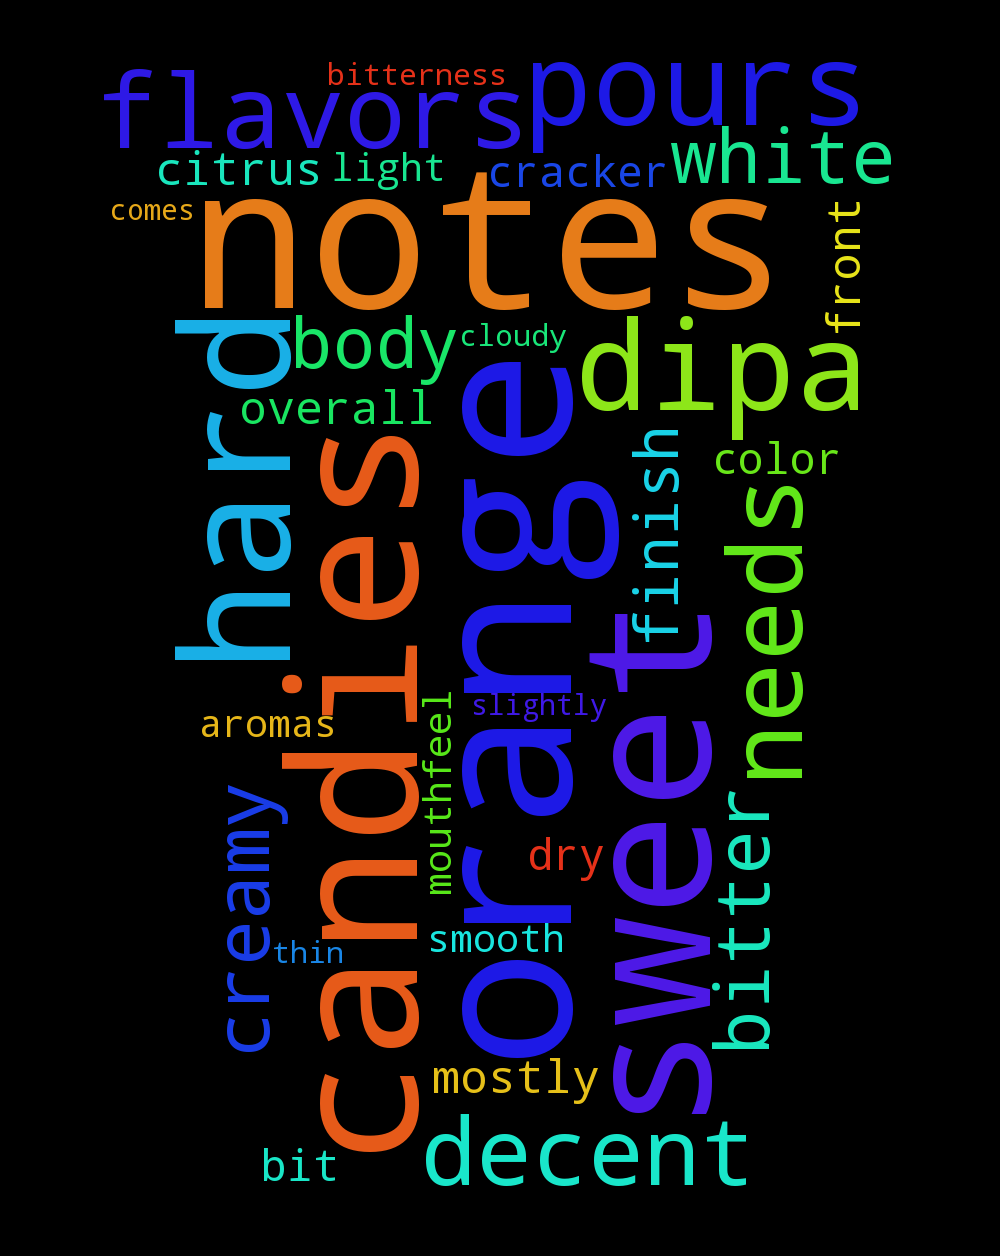 bitterness
flavors
pours
citrus
light
cracker
white
comes
notes
front
hard
body
cloudy
dipa
overall
candies
orange
finish
color
needs
sweet
aromas
mouthfeel
slightly
creamy
dry
bitter
thin
smooth
mostly
decent
bit